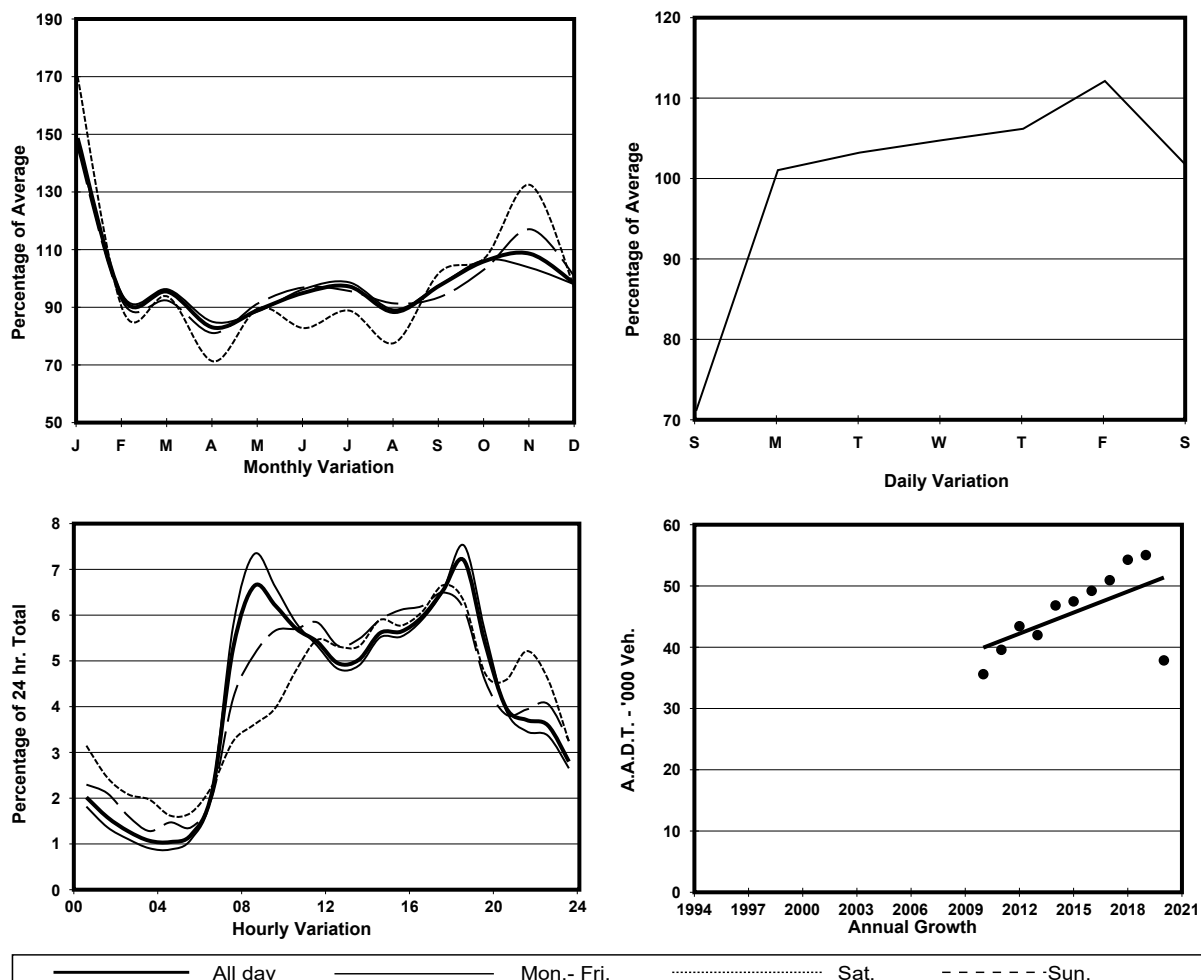 190
170
150
130
110
90
70
50
Percentage of Average
J F M A M J J A S O N D
Monthly Variation
120
110
100
90
80
70
Percentage of Average
S M T W T F S
Daily Variation
8
7
6
5
4
3
2
1
0
Percentage of 24 hr. Total
00 04 08 12 16 20 24
Hourly Variation
60
50
40
30
20
10
0
A.A.D.T. - '000 Veh.
1994 1997 2000 2003 2006 2009 2012 2015 2018 2021
Annual Growth
All day Mon.- Fri. Sat. Sun.